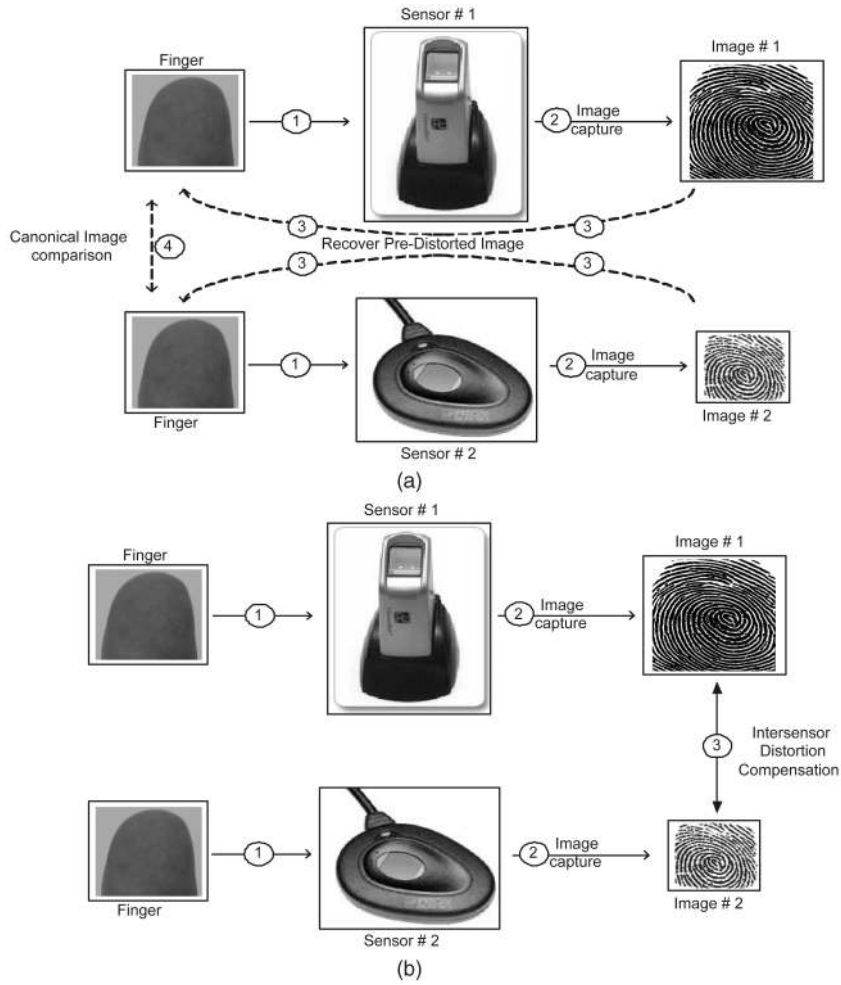 Sensor # 1
Finger
Image # 1
1
2
Image
capture
3
3
Canonical Image
comparison
4
Recover Pre-Distorted Image
3
3
1
2
Image
capture
Finger
Image # 2
Sensor # 2
(a)
Sensor # 1
Finger
Image # 1
1
2
Image
capture
3
Intersensor
Distortion
Compensation
1
2
Image
capture
Finger
Image # 2
Sensor # 2
(b)